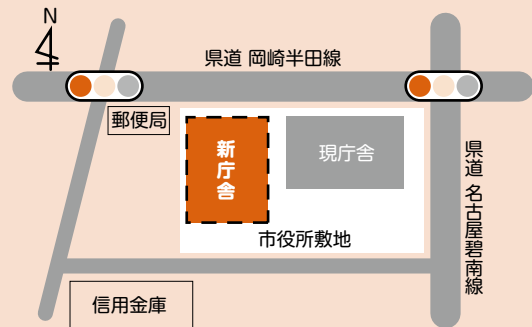 N
県道 岡崎半田線
郵便局
新庁舎
現庁舎
市役所敷地
県道 名古屋碧南線
信用金庫